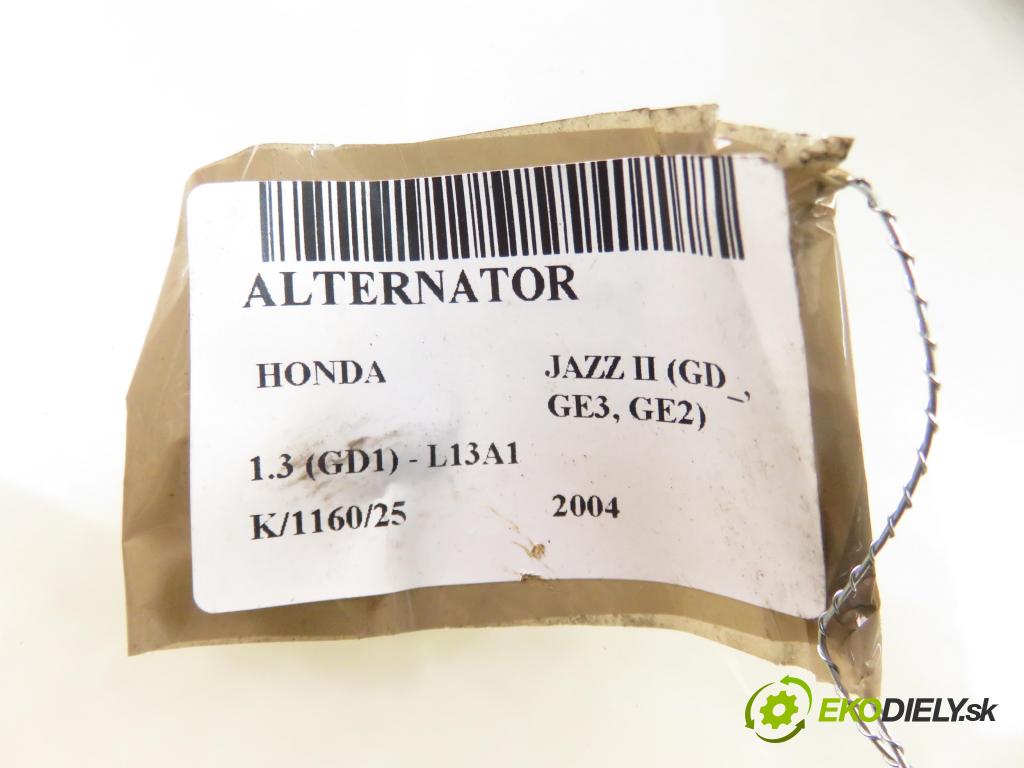 ALTERNATOR
HONDA
JAZZ II (GD_,
GE3, GE2)
1.3 (GD1) - L13A1
K/1160/25
2004
EKODIELY.sk